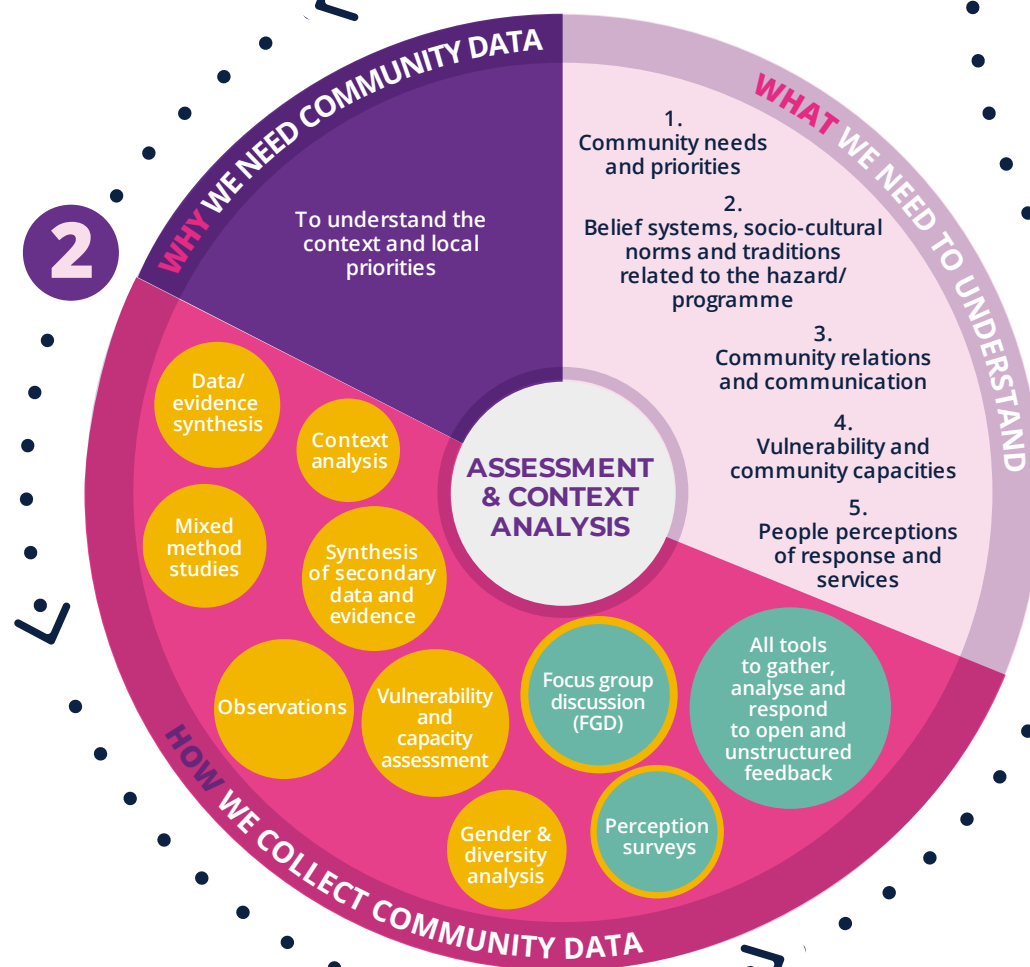 2
WHY WE NEED COMMUNITY DATA
To understand the
context and local
priorities
WHAT WE NEED TO UNDERSTAND
1.
Community needs
and priorities
2.
Belief systems, socio-cultural
norms and traditions
related to the hazard/
programme
3.
Community relations
and communication
4.
Vulnerability and
community capacities
5.
People perceptions
of response and
services
ASSESSMENT
& CONTEXT
ANALYSIS
HOW WE COLLECT COMMUNITY DATA
Data/
evidence
synthesis
Context
analysis
Mixed
method
studies
Synthesis
of secondary
data and
evidence
Observations
Vulnerability
and
capacity
assessment
Focus group
discussion
(FGD)
All tools
to gather,
analyse and
respond
to open and
unstructured
feedback
Gender &
diversity
analysis
Perception
surveys